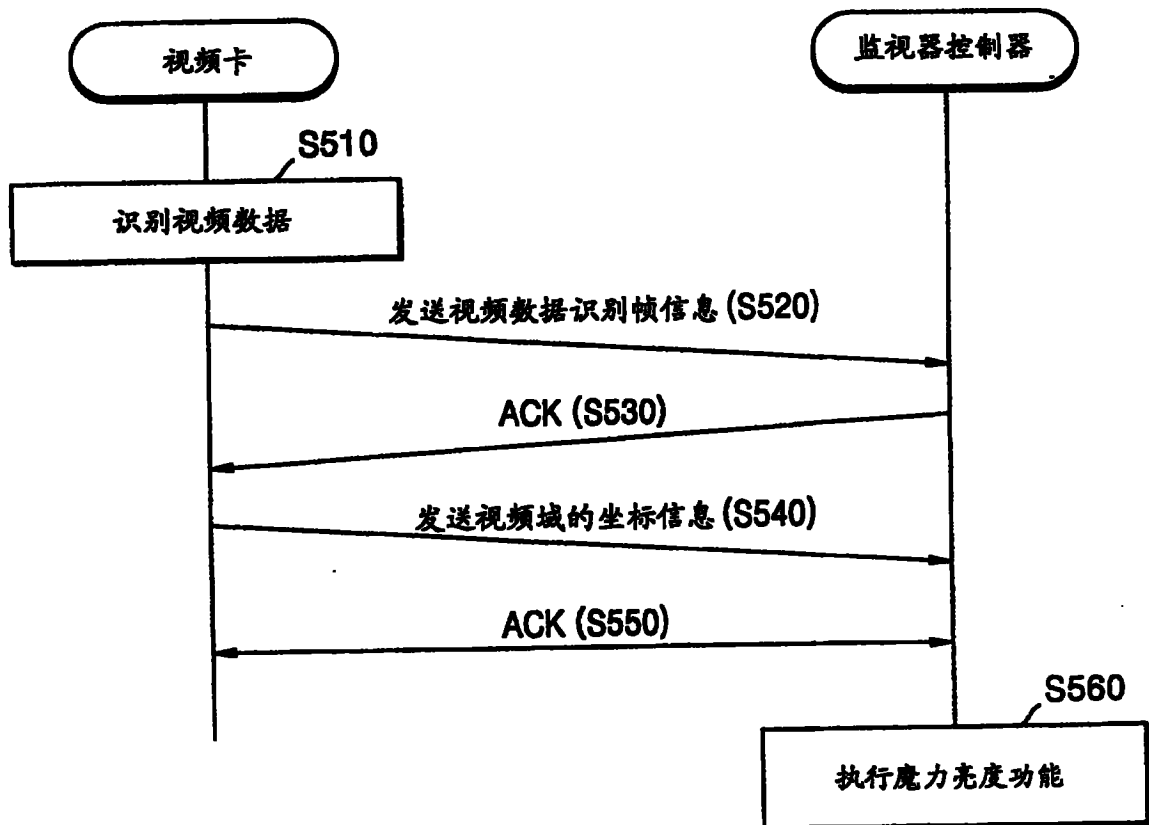 视频卡
监视器控制器
S510
识别视频数据
发送视频数据识别帧信息 (S520)
ACK (S530)
发送视频域的坐标信息 (S540)
ACK (S550)
S560
执行魔力亮度功能